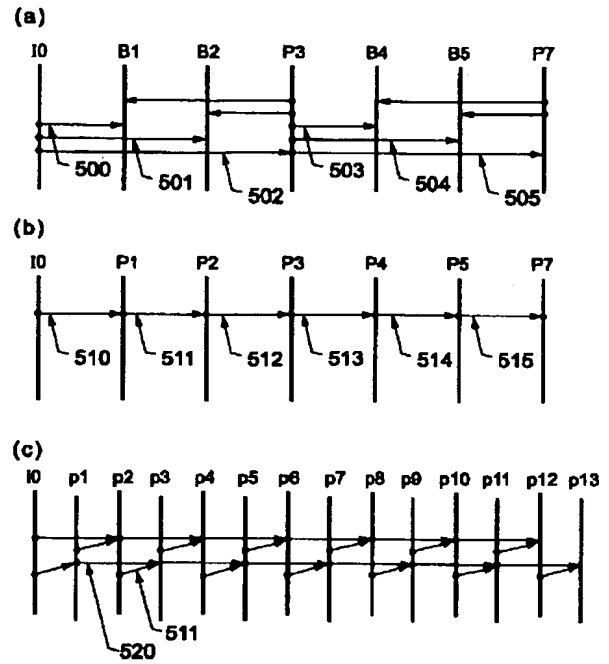 (a)
I0 B1 B2 P3 B4 B5 P7
500 501 502 503 504 505
(b)
I0 P1 P2 P3 P4 P5 P7
510 511 512 513 514 515
(c)
I0 p1 p2 p3 p4 p5 p6 p7 p8 p9 p10 p11 p12 p13
520 511